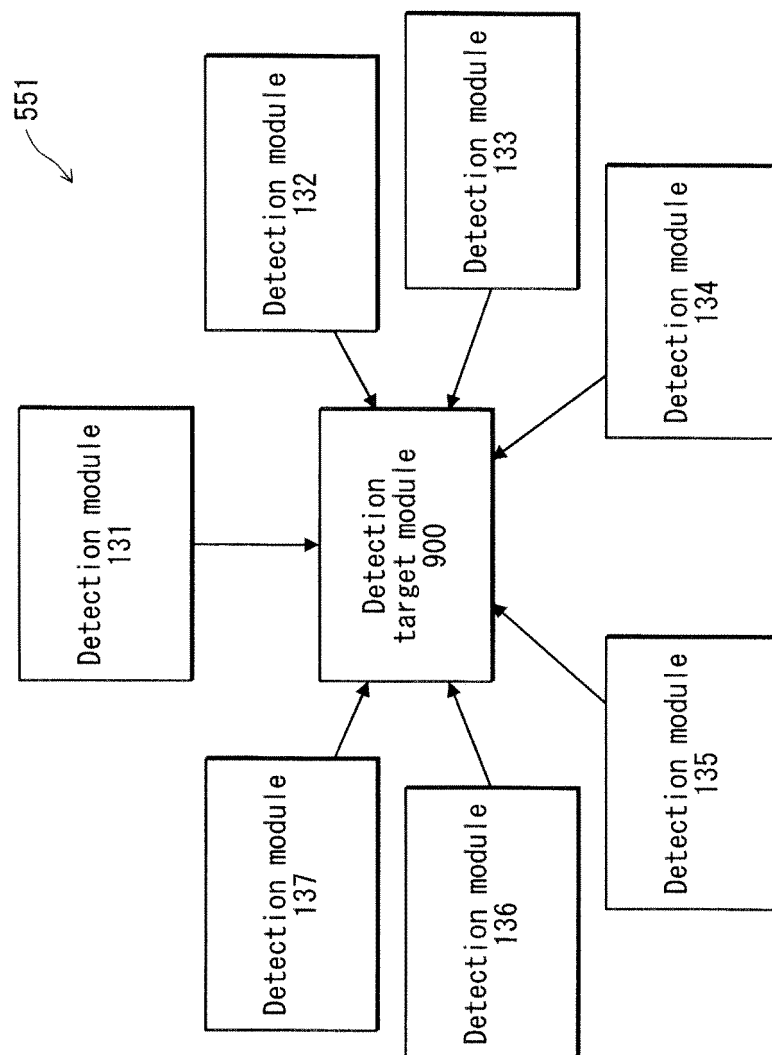 551
Detection module
131
Detection module
132
Detection module
133
Detection module
134
Detection module
135
Detection module
136
Detection module
137
Detection
target module
900